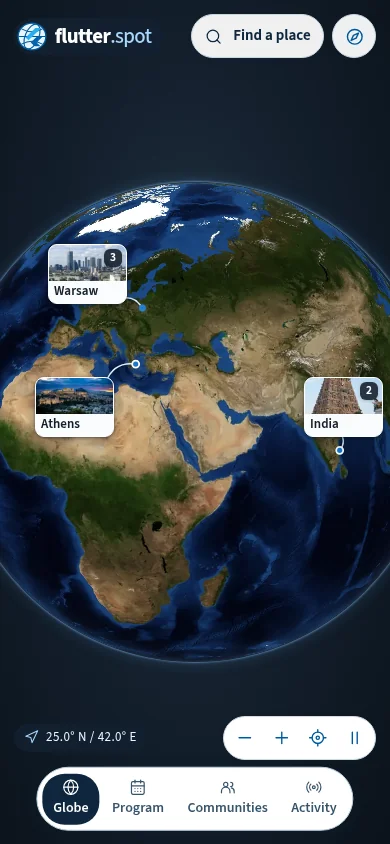 flutter.spot
Find a place
3
Warsaw
Athens
2
India
25.0° N / 42.0° E
Globe
Program
Communities
Activity